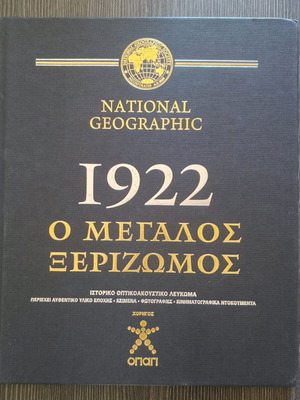 NATIONAL
GEOGRAPHIC
1922
Ο ΜΕΓΑΛΟΣ
ΞΕΡΙΖΩΜΟΣ
ΙΣΤΟΡΙΚΟ ΟΠΤΙΚΟΑΚΟΥΣΤΙΚΟ ΛΕΥΚΩΜΑ
ΠΕΡΙΕΧΕΙ ΑΥΘΕΝΤΙΚΟ ΥΛΙΚΟ ΕΠΟΧΗΣ • ΚΕΙΜΕΝΑ • ΦΩΤΟΓΡΑΦΙΕΣ • ΚΙΝΗΜΑΤΟΓΡΑΦΙΚΑ ΝΤΟΚΟΥΜΕΝΤΑ
ΧΟΡΗΓΟΣ
ΟΠΑΠ